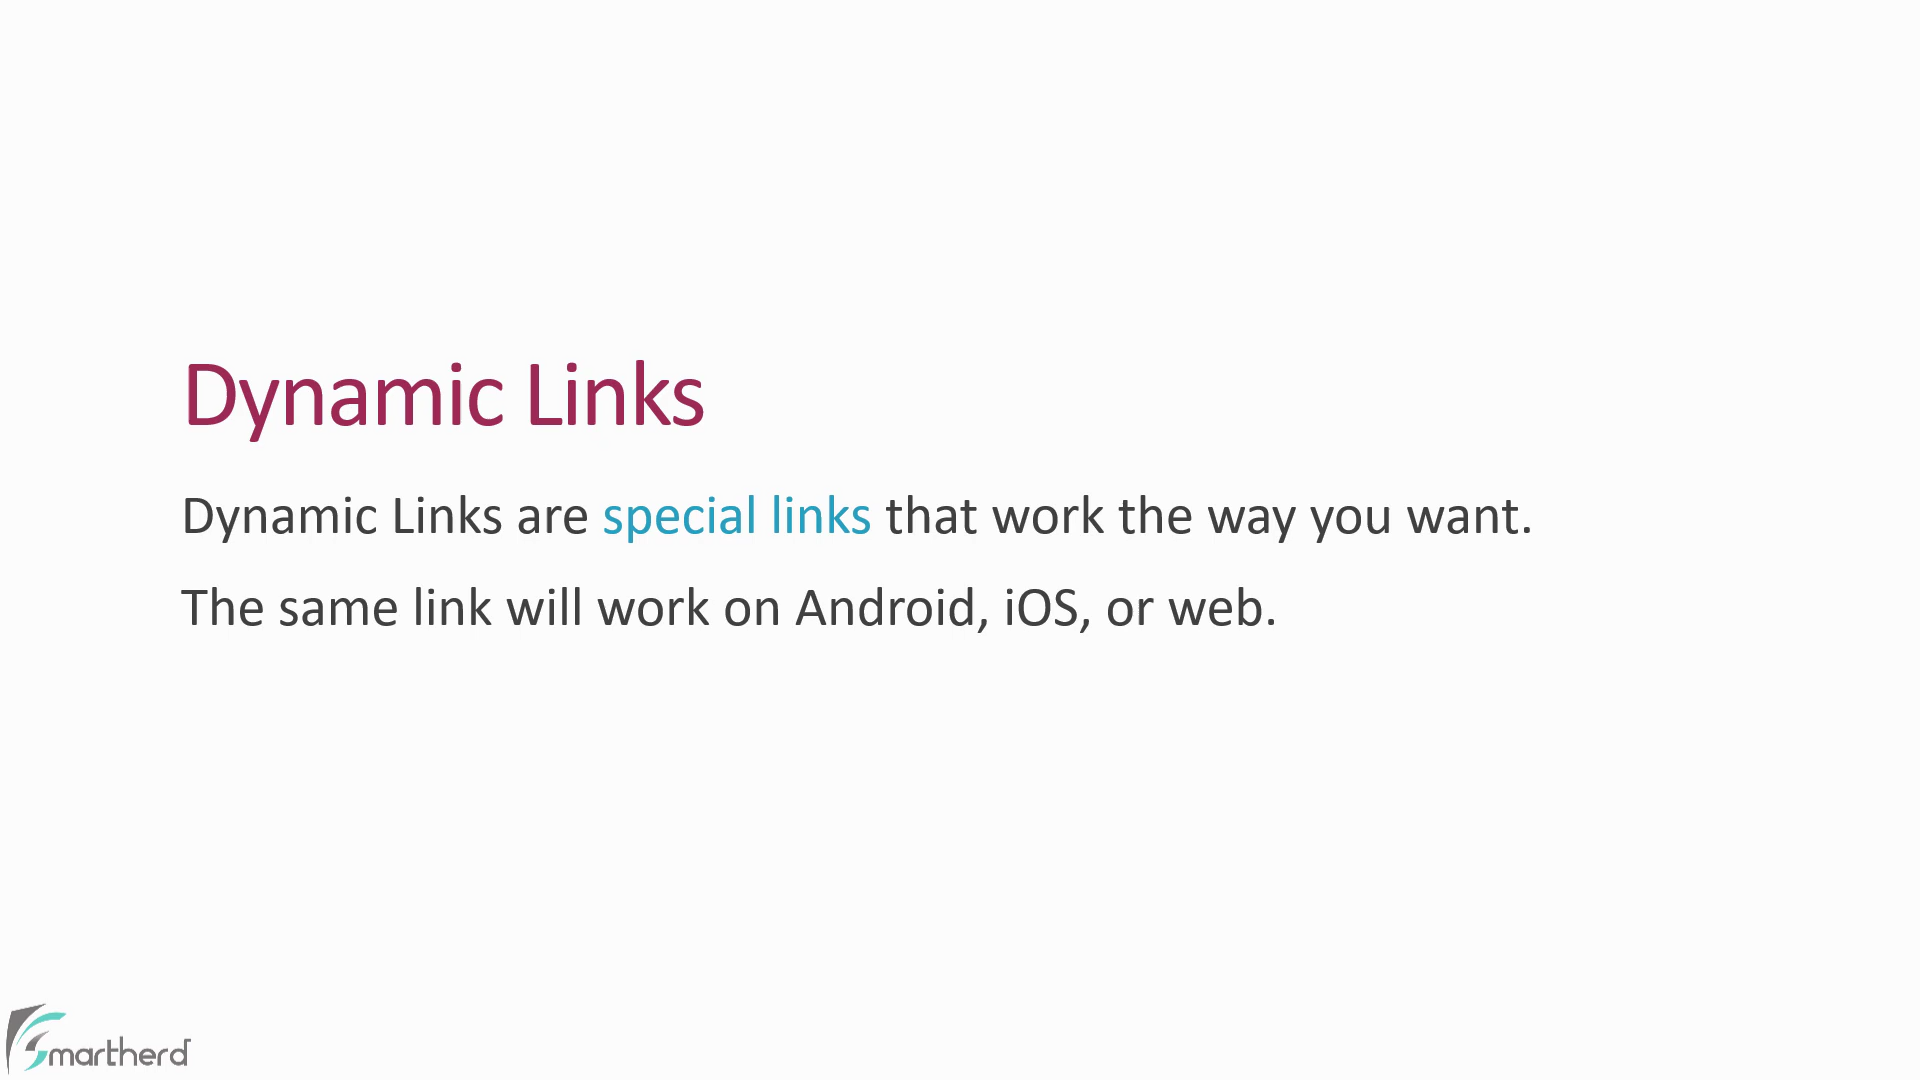 Dynamic Links
Dynamic Links are special links that work the way you want.
The same link will work on Android, iOS, or web.
Smartherd